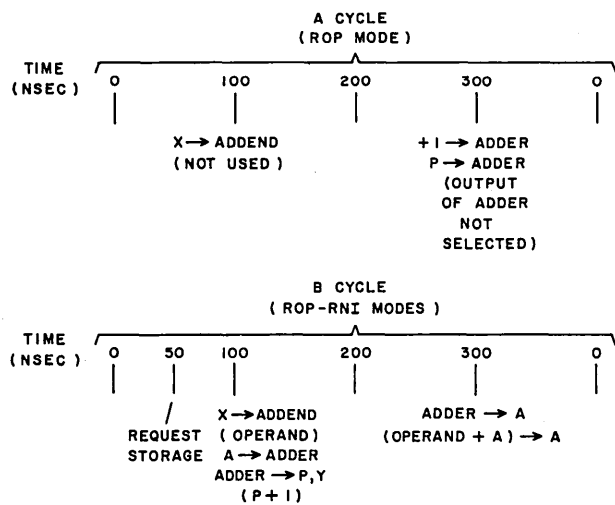 A CYCLE
(ROP MODE)
TIME
(NSEC)
0 100 200 300 0
X→ADDEND
(NOT USED)
+1→ADDER
P→ADDER
(OUTPUT
OF ADDER
NOT
SELECTED)
B CYCLE
(ROP-RNI MODES)
TIME
(NSEC)
0 50 100 200 300 0
REQUEST
STORAGE
X→ADDEND
(OPERAND)
A→ADDER
ADDER→P,Y
(P+1)
ADDER→A
(OPERAND + A)→A